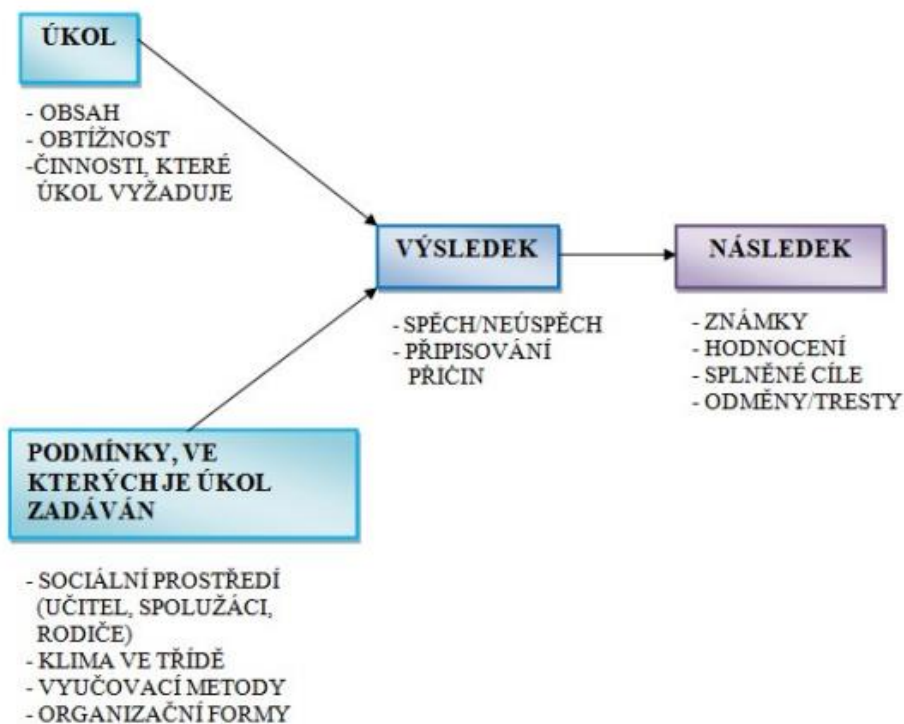 ÚKOL
- OBSAH
- OBTÍŽNOST
-ČINNOSTI, KTERÉ
ÚKOL VYŽADUJE
VÝSLEDEK
- SPĚCH/NEÚSPĚCH
- PŘIPISOVÁNÍ
PŘIČIN
NÁSLEDEK
- ZNÁMKY
- HODNOCENÍ
- SPLNĚNÉ CÍLE
- ODMĚNY/TRESTY
PODMÍNKY, VE
KTERÝCH JE ÚKOL
ZADÁVÁN
- SOCIÁLNÍ PROSTŘEDÍ
(UČITEL, SPOLUŽÁCI,
RODIČE)
- KLIMA VE TŘÍDĚ
- VYUČOVACÍ METODY
- ORGANIZAČNÍ FORMY